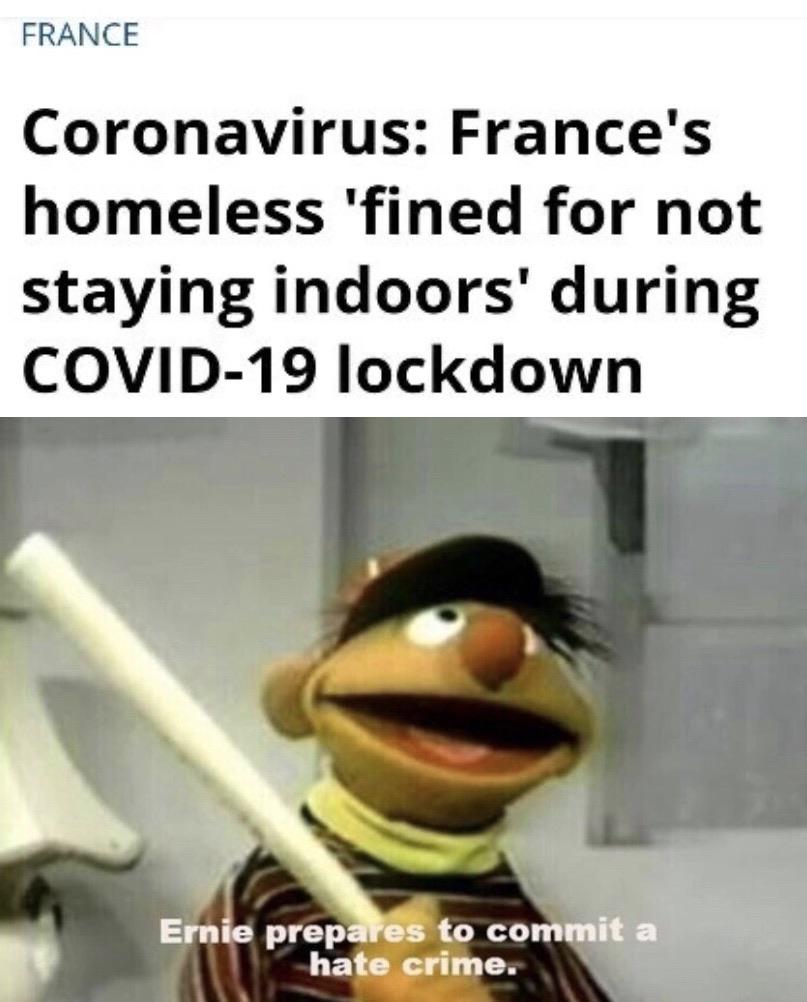 FRANCE
Coronavirus: France's
homeless 'fined for not
staying indoors' during
COVID-19 lockdown
Ernie prepares to commit a
hate crime.